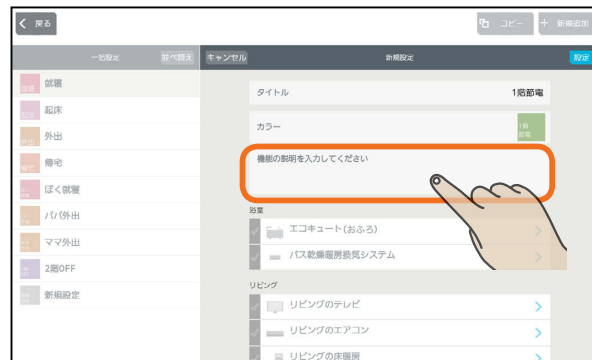 戻る
コピー
新規追加
一括設定
並べ替え
キャンセル
新規設定
設定
就寝
起床
外出
帰宅
ぼく就寝
パパ外出
ママ外出
2階OFF
新規設定
タイトル
1階節電
カラー
1階
節電
機能の説明を入力してください
浴室
エコキュート(おふろ)
バス乾燥暖房換気システム
リビング
リビングのテレビ
リビングのエアコン
リビングの床暖房